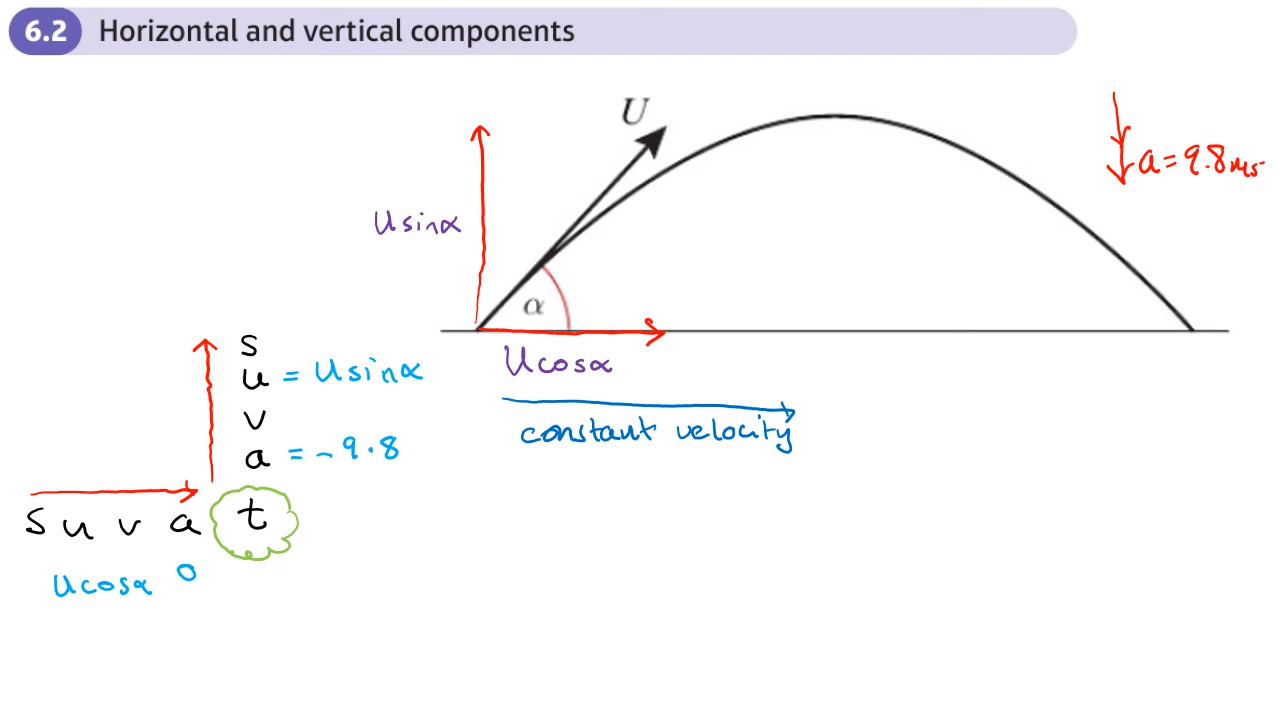 6.2 Horizontal and vertical components
U
a = 9.8ms
Usinα
α
Ucosα
constant velocity
s
u = Usinα
v
a = -9.8
s u v a t
Ucosα 0